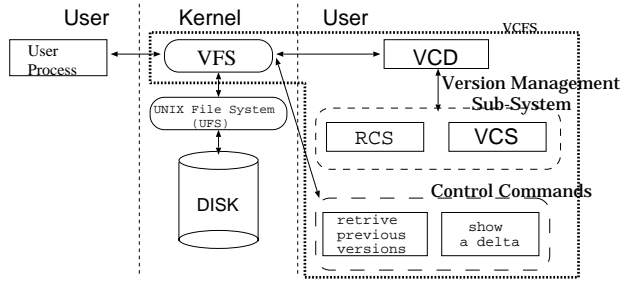 User
Kernel
User
VCFS
User
Process
VFS
VCD
Version Management
Sub-System
UNIX File System
(UFS)
RCS
VCS
DISK
Control Commands
retrive
previous
versions
show
a delta